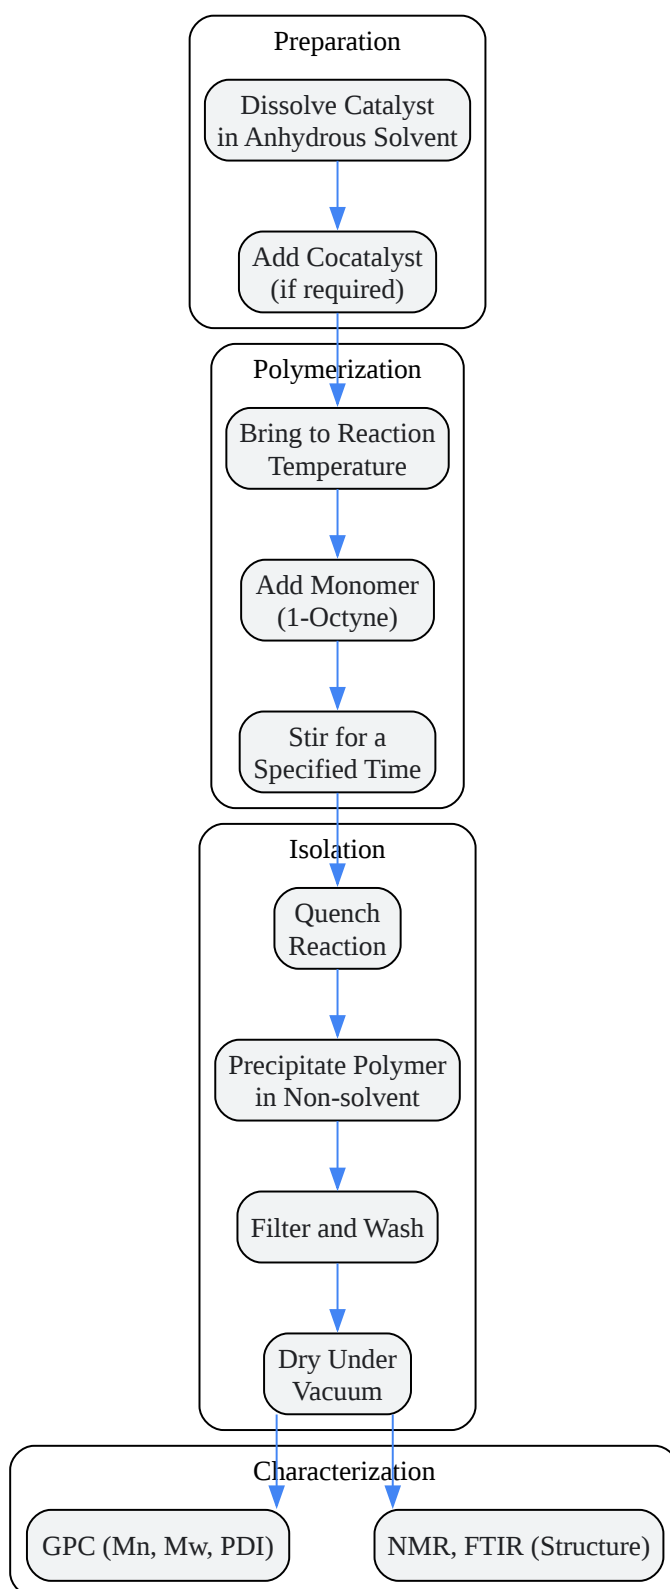 Preparation
Dissolve Catalyst
in Anhydrous Solvent
Add Cocatalyst
(if required)
Polymerization
Bring to Reaction
Temperature
Add Monomer
(1-Octyne)
Stir for a
Specified Time
Isolation
Quench
Reaction
Precipitate Polymer
in Non-solvent
Filter and Wash
Dry Under
Vacuum
Characterization
GPC (Mn, Mw, PDI)
NMR, FTIR (Structure)